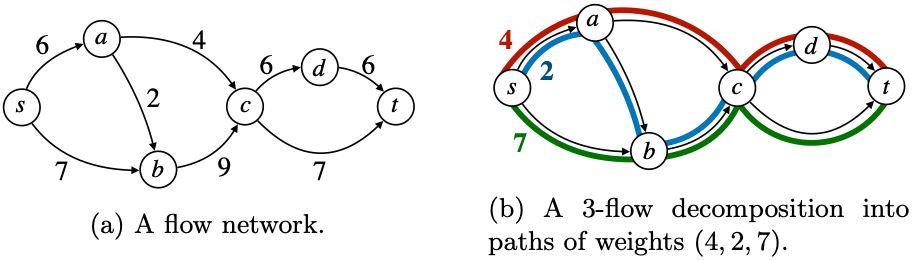 6
a
4
s
2
6
d
6
c
t
7
b
9
7
(a) A flow network.
4
a
2
s
d
c
t
7
b
(b) A 3-flow decomposition into
paths of weights (4, 2, 7).